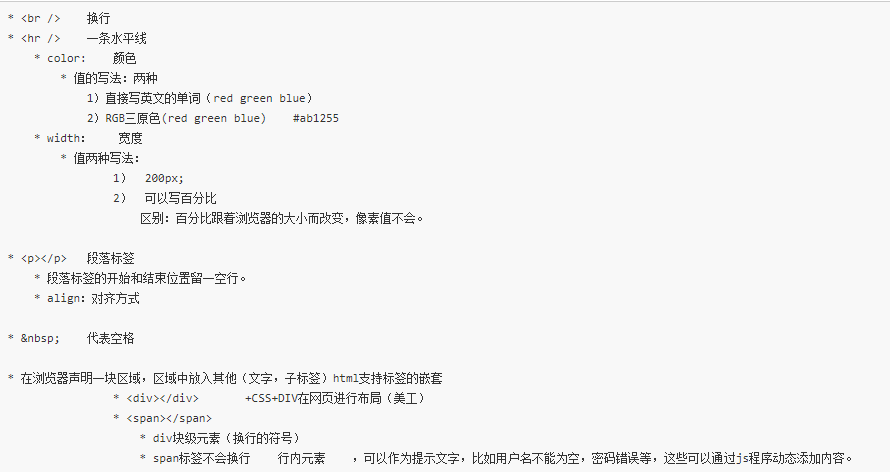 * <br />    换行
* <hr />    一条水平线
    * color:    颜色
        * 值的写法：两种
            1）直接写英文的单词（red green blue）
            2）RGB三原色(red green blue)    #ab1255
    * width:     宽度
        * 值两种写法：
                1）  200px;
                2）  可以写百分比
                    区别：百分比跟着浏览器的大小而改变，像素值不会。
* <p></p>   段落标签
    * 段落标签的开始和结束位置留一空行。
    * align：对齐方式
* &nbsp;    代表空格
* 在浏览器声明一块区域，区域中放入其他（文字，子标签）html支持标签的嵌套
                * <div></div>       +CSS+DIV在网页进行布局（美工）
                * <span></span>
                    * div块级元素（换行的符号）
                    * span标签不会换行    行内元素    ，可以作为提示文字，比如用户名不能为空，密码错误等，这些可以通过js程序动态添加内容。